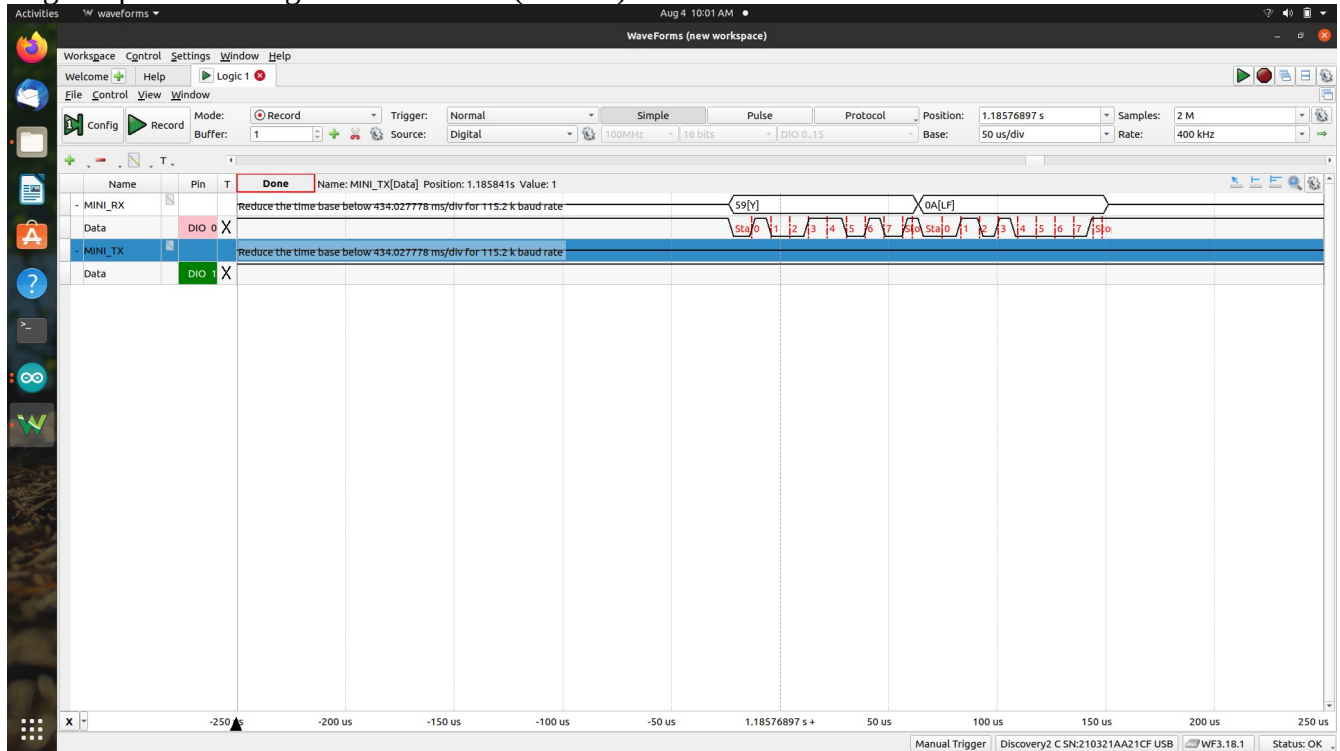 Activities waveforms Aug 4 10:01 AM
WaveForms (new workspace)
Workspace Control Settings Window Help
Welcome Help Logic 1
File Control View Window
Config Record Mode: Record Trigger: Normal Simple Pulse Protocol Position: 1.18576897 s Samples: 2 M
Buffer: 1 Source: Digital 100MHz 16 bits DIO 0..15 Base: 50 us/div Rate: 400 kHz
T
Name Pin T Done Name: MINI_TX[Data] Position: 1.185841s Value: 1
- MINI_RX Reduce the time base below 434.027778 ms/div for 115.2 k baud rate 59[Y] 0A[LF]
Data DIO 0 X Sta 0 1 2 3 4 5 6 7 Sto Sta 0 1 2 3 4 5 6 7 Sto
- MINI_TX Reduce the time base below 434.027778 ms/div for 115.2 k baud rate
Data DIO 1 X
X -250 us -200 us -150 us -100 us -50 us 1.18576897 s+ 50 us 100 us 150 us 200 us 250 us
Manual Trigger Discovery2 C SN:210321AA21CF USB WF3.18.1 Status: OK